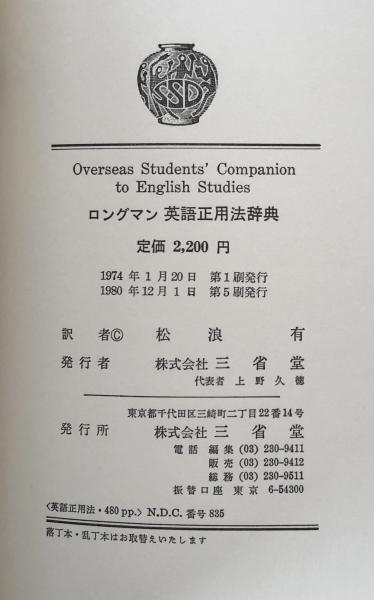 SSD
Overseas Students' Companion
to English Studies
ロングマン 英語正用法辞典
定価 2,200 円
1974 年 1 月 20 日 第 1 刷発行
1980 年 12 月 1 日 第 5 刷発行
訳者Ⓒ 松浪有
発行者 株式会社 三省堂
代表者 上野久徳
東京都千代田区三崎町二丁目22番14号
発行所 株式会社 三省堂
電話 編集 (03) 230-9411
販売 (03) 230-9412
総務 (03) 230-9511
振替口座 東京 6-54300
〈英語正用法・480 pp.〉 N.D.C. 番号 835
落丁本・乱丁本はお取替えいたします